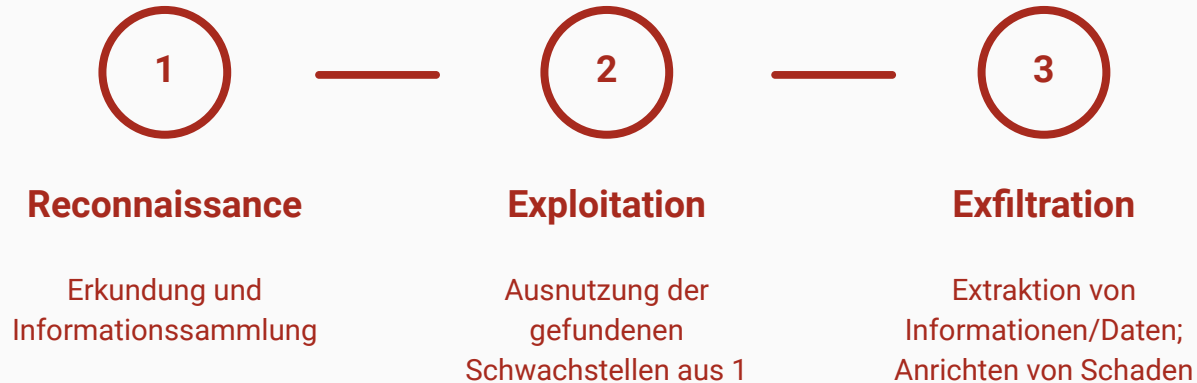 1
2
3
Reconnaissance
Exploitation
Exfiltration
Erkundung und
Informationssammlung
Ausnutzung der
gefundenen
Schwachstellen aus 1
Extraktion von
Informationen/Daten;
Anrichten von Schaden